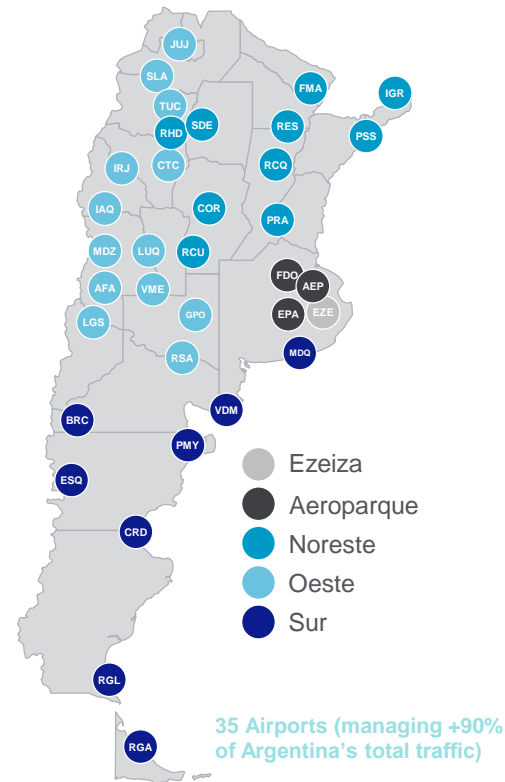 JUJ
SLA
FMA
IGR
TUC
SDE
RES
RHD
PSS
IRJ
CTC
RCQ
IAQ
COR
PRA
MDZ
LUQ
RCU
FDO
AFA
VME
AEP
LGS
GPO
EPA
EZE
RSA
MDQ
BRC
VDM
PMY
ESQ
CRD
RGL
RGA
Ezeiza
Aeroparque
Noreste
Oeste
Sur
35 Airports (managing +90%
of Argentina's total traffic)